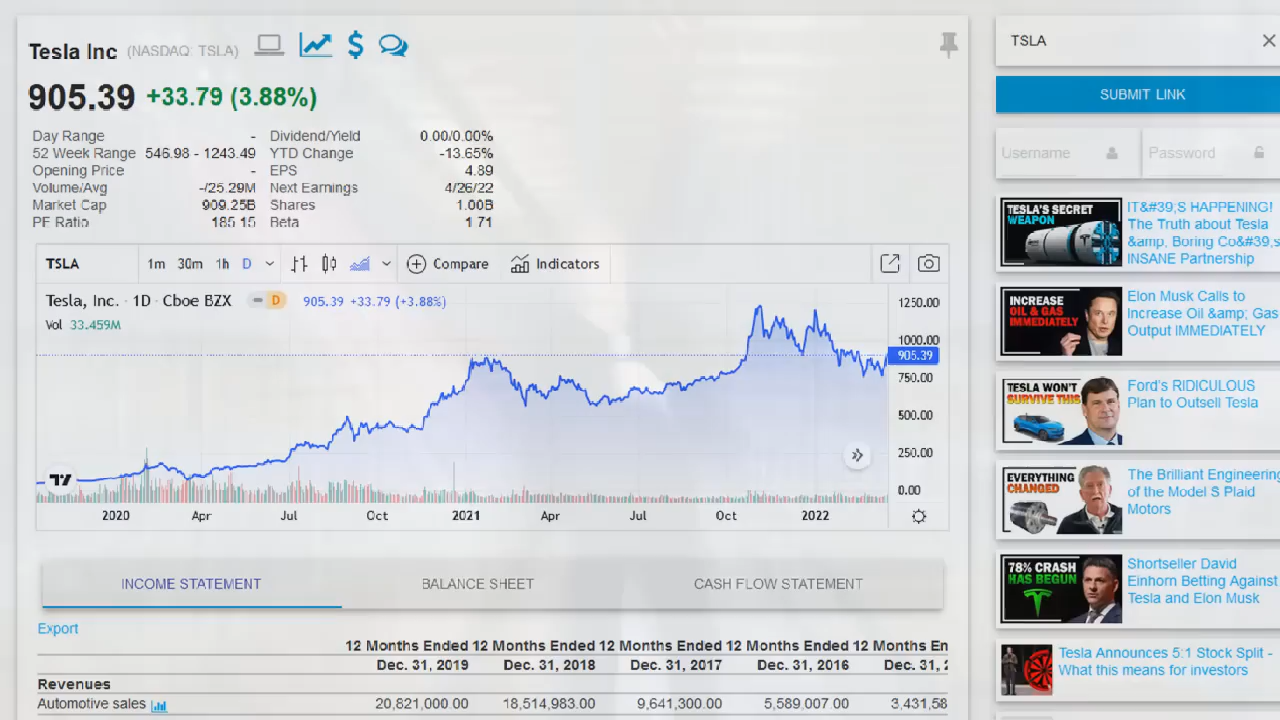 Tesla Inc (NASDAQ: TSLA)
905.39 +33.79 (3.88%)
Day Range - Dividend/Yield 0.00/0.00%
52 Week Range 546.98 - 1243.49 YTD Change -13.65%
Opening Price - EPS 4.89
Volume/Avg -/25.29M Next Earnings 4/26/22
Market Cap 909.25B Shares 1.00B
PE Ratio 185.15 Beta 1.71
TSLA 1m 30m 1h D Compare Indicators
Tesla, Inc. · 1D · Cboe BZX D 905.39 +33.79 (+3.88%)
Vol 33.459M
1250.00
1000.00
905.39
750.00
500.00
250.00
0.00
2020 Apr Jul Oct 2021 Apr Jul Oct 2022
INCOME STATEMENT BALANCE SHEET CASH FLOW STATEMENT
Export
12 Months Ended 12 Months Ended 12 Months Ended 12 Months Ended 12 Months En
Dec. 31, 2019 Dec. 31, 2018 Dec. 31, 2017 Dec. 31, 2016 Dec. 31, 2
Revenues
Automotive sales 20,821,000.00 18,514,983.00 9,641,300.00 5,589,007.00 3,431,58
TSLA
SUBMIT LINK
Username Password
TESLA'S SECRET
WEAPON
IT&#39;S HAPPENING!
The Truth about Tesla
&amp; Boring Co&#39;s
INSANE Partnership
INCREASE
OIL & GAS
IMMEDIATELY
Elon Musk Calls to
Increase Oil &amp; Gas
Output IMMEDIATELY
TESLA WON'T
SURVIVE THIS
Ford's RIDICULOUS
Plan to Outsell Tesla
EVERYTHING
CHANGED
The Brilliant Engineering
of the Model S Plaid
Motors
78% CRASH
HAS BEGUN
Shortseller David
Einhorn Betting Against
Tesla and Elon Musk
Tesla Announces 5:1 Stock Split -
What this means for investors